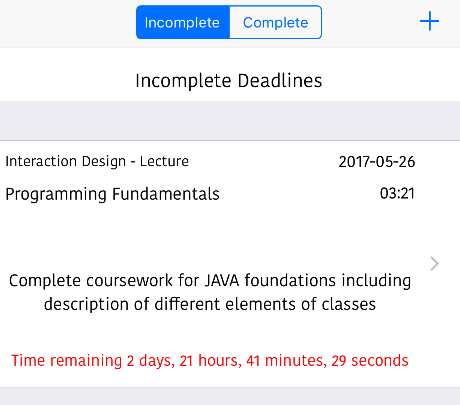 Incomplete Complete +
Incomplete Deadlines
Interaction Design - Lecture 2017-05-26
Programming Fundamentals 03:21
Complete coursework for JAVA foundations including
description of different elements of classes
Time remaining 2 days, 21 hours, 41 minutes, 29 seconds